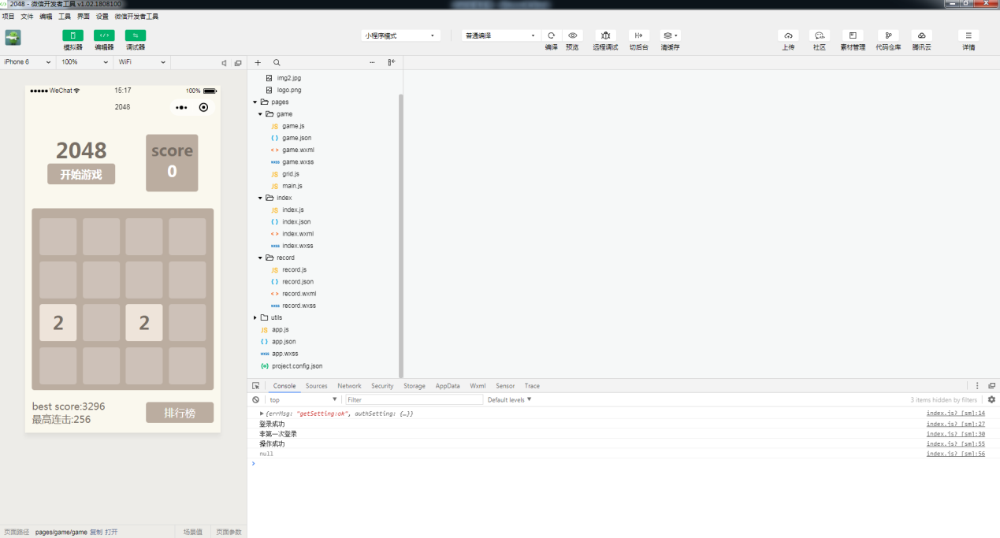 2048 - 微信开发者工具 v1.02.1808100
项目 文件 编辑 工具 界面 设置 微信开发者工具
模拟器 编辑器 调试器
小程序模式 普通编译
编译 预览 远程调试 切后台 清缓存
上传 社区 素材管理 代码仓库 腾讯云 详情
iPhone 6 100% WiFi
WeChat 15:17 100%
2048
2048
开始游戏
score
0
2 2
best score:3296
最高连击:256
排行榜
页面路径 pages/game/game 复制 打开 场景值 页面参数
img2.jpg
logo.png
pages
game
JS game.js
{ } game.json
< > game.wxml
wxss game.wxss
JS grid.js
JS main.js
index
JS index.js
{ } index.json
< > index.wxml
wxss index.wxss
record
JS record.js
{ } record.json
< > record.wxml
wxss record.wxss
utils
JS app.js
{ } app.json
wxss app.wxss
{o} project.config.json
Console Sources Network Security Storage AppData Wxml Sensor Trace
top Filter Default levels 3 items hidden by filters
{errMsg: "getSetting:ok", authSetting: {…}} index.js? [sm]:14
登录成功 index.js? [sm]:27
非第一次登录 index.js? [sm]:30
操作成功 index.js? [sm]:55
null index.js? [sm]:56